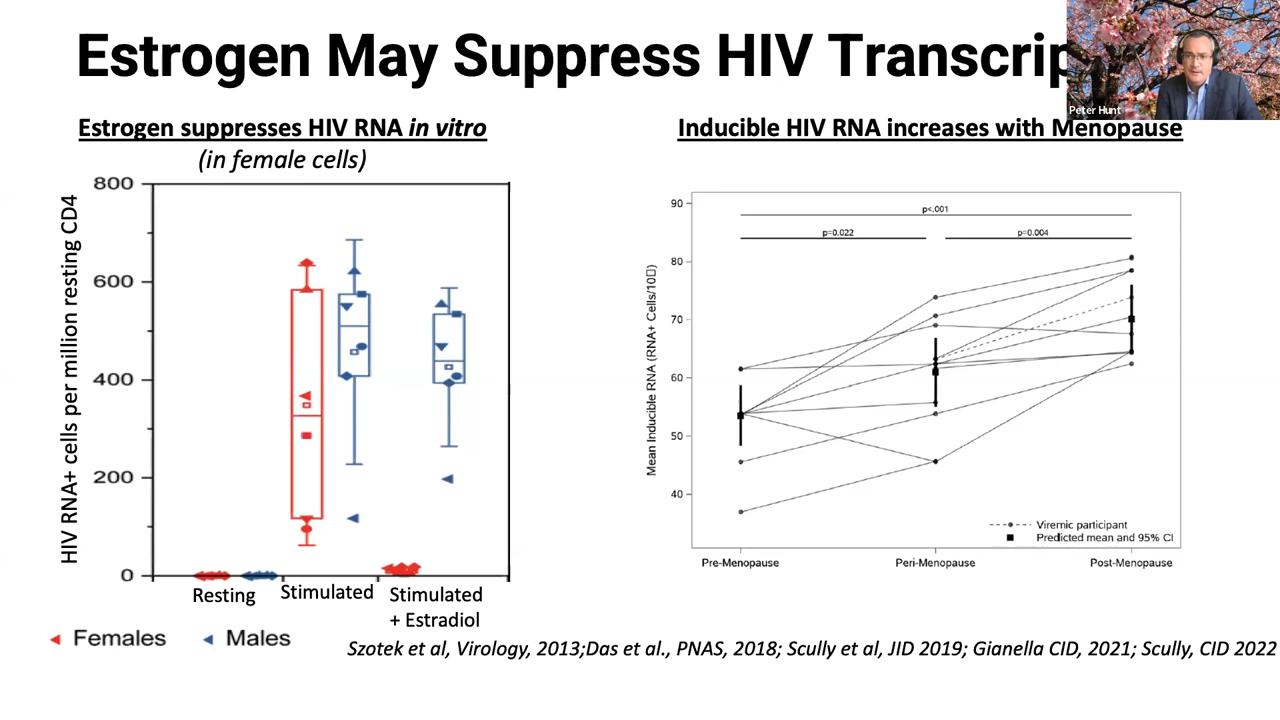 Estrogen May Suppress HIV Transcrip
Peter Hunt
Estrogen suppresses HIV RNA in vitro
(in female cells)
Inducible HIV RNA increases with Menopause
HIV RNA+ cells per million resting CD4
800
600
400
200
0
Resting
Stimulated
Stimulated
+ Estradiol
Females
Males
Mean Inducible RNA (RNA+ Cells/10▯)
90
80
70
60
50
40
p<.001
p=0.022
p=0.004
Viremic participant
Predicted mean and 95% CI
Pre-Menopause
Peri-Menopause
Post-Menopause
Szotek et al, Virology, 2013;Das et al., PNAS, 2018; Scully et al, JID 2019; Gianella CID, 2021; Scully, CID 2022